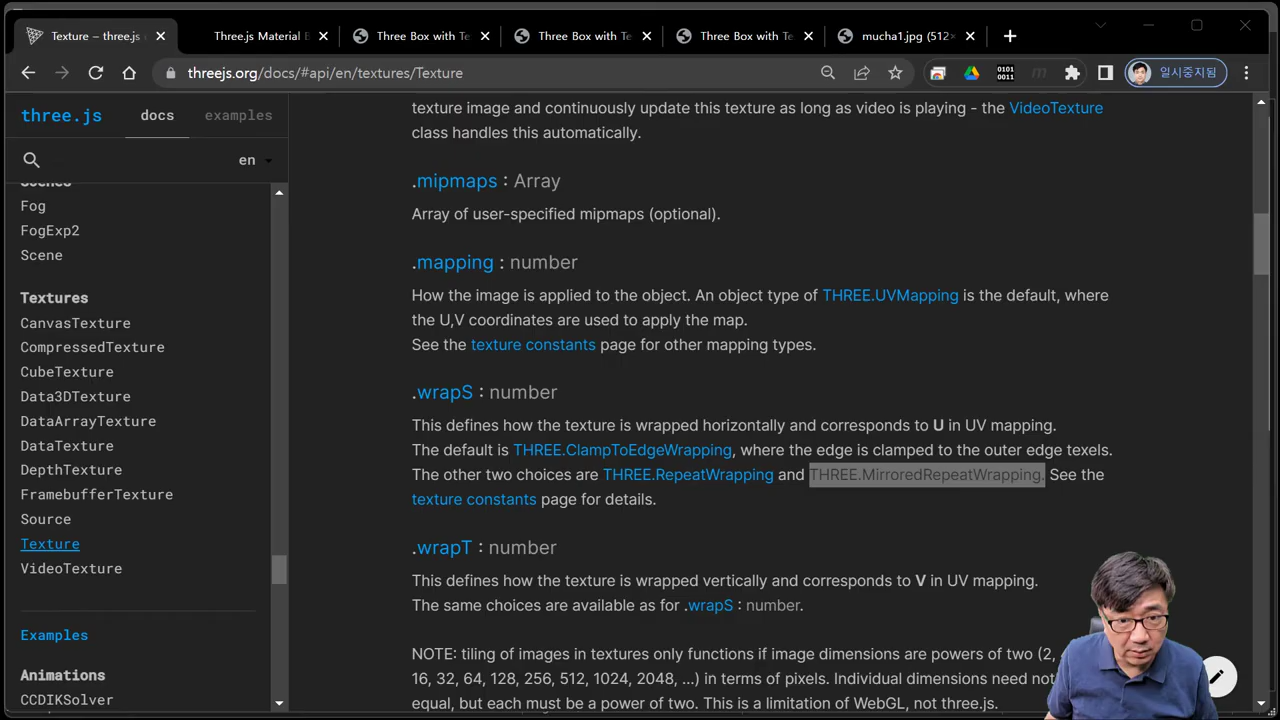 Texture – three.js
Three.js Material B
Three Box with Te
Three Box with Te
Three Box with Te
mucha1.jpg (512×
threejs.org/docs/#api/en/textures/Texture
0101
0011
m
일시중지됨
three.js
docs
examples
en
Scenes
Fog
FogExp2
Scene
Textures
CanvasTexture
CompressedTexture
CubeTexture
Data3DTexture
DataArrayTexture
DataTexture
DepthTexture
FramebufferTexture
Source
Texture
VideoTexture
Examples
Animations
CCDIKSolver
texture image and continuously update this texture as long as video is playing - the VideoTexture
class handles this automatically.
.mipmaps : Array
Array of user-specified mipmaps (optional).
.mapping : number
How the image is applied to the object. An object type of THREE.UVMapping is the default, where
the U,V coordinates are used to apply the map.
See the texture constants page for other mapping types.
.wrapS : number
This defines how the texture is wrapped horizontally and corresponds to U in UV mapping.
The default is THREE.ClampToEdgeWrapping, where the edge is clamped to the outer edge texels.
The other two choices are THREE.RepeatWrapping and THREE.MirroredRepeatWrapping. See the
texture constants page for details.
.wrapT : number
This defines how the texture is wrapped vertically and corresponds to V in UV mapping.
The same choices are available as for .wrapS : number.
NOTE: tiling of images in textures only functions if image dimensions are powers of two (2,
16, 32, 64, 128, 256, 512, 1024, 2048, ...) in terms of pixels. Individual dimensions need not
equal, but each must be a power of two. This is a limitation of WebGL, not three.js.